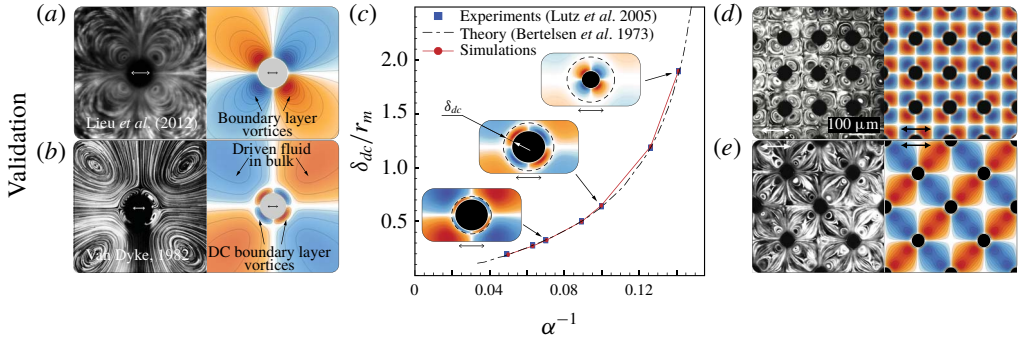 Validation
(a)
Lieu et al. (2012)
Boundary layer
vortices
(b)
Driven fluid
in bulk
Van Dyke, 1982
DC boundary layer
vortices
(c)
Experiments (Lutz et al. 2005)
Theory (Bertelsen et al. 1973)
Simulations
δdc
δdc/rm
2.0
1.5
1.0
0.5
0
0.04
0.08
0.12
α⁻¹
(d)
100 μm
(e)